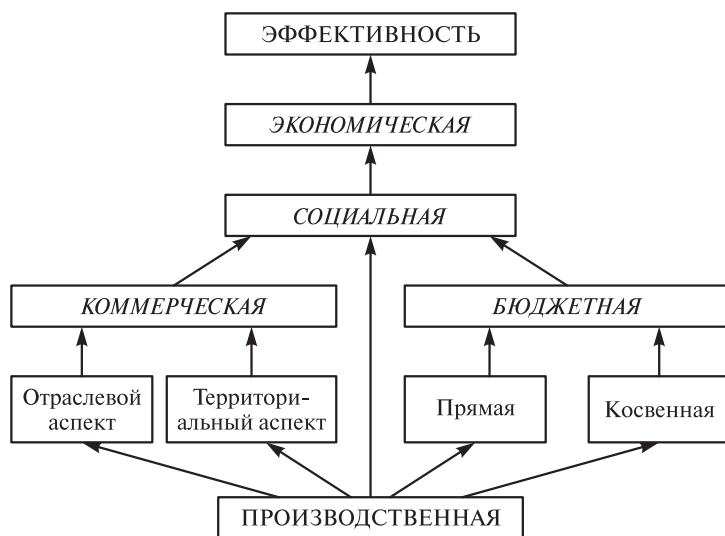 ЭФФЕКТИВНОСТЬ
ЭКОНОМИЧЕСКАЯ
СОЦИАЛЬНАЯ
КОММЕРЧЕСКАЯ
БЮДЖЕТНАЯ
Отраслевой
аспект
Территори-
альный аспект
Прямая
Косвенная
ПРОИЗВОДСТВЕННАЯ